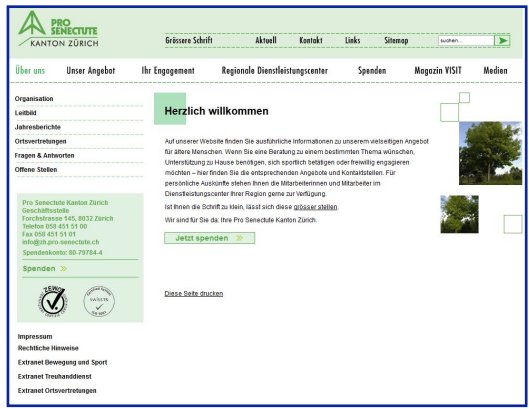 PRO
SENECTUTE
KANTON ZÜRICH
Grössere Schrift Aktuell Kontakt Links Sitemap suchen...
Über uns Unser Angebot Ihr Engagement Regionale Dienstleistungscenter Spenden Magazin VISIT Medien
Organisation
Leitbild
Jahresberichte
Ortsvertretungen
Fragen & Antworten
Offene Stellen
Pro Senectute Kanton Zürich
Geschäftsstelle
Forchstrasse 145, 8032 Zürich
Telefon 058 451 51 00
Fax 058 451 51 01
info@zh.pro-senectute.ch
Spendenkonto: 80-79784-4
Spenden »
ZEWO
swiss TS
Impressum
Rechtliche Hinweise
Extranet Bewegung und Sport
Extranet Treuhanddienst
Extranet Ortsvertretungen
Herzlich willkommen
Auf unserer Website finden Sie ausführliche Informationen zu unserem vielseitigen Angebot
für ältere Menschen. Wenn Sie eine Beratung zu einem bestimmten Thema wünschen,
Unterstützung zu Hause benötigen, sich sportlich betätigen oder freiwillig engagieren
möchten – hier finden Sie die entsprechenden Angebote und Kontaktstellen. Für
persönliche Auskünfte stehen Ihnen die Mitarbeiterinnen und Mitarbeiter im
Dienstleistungscenter Ihrer Region gerne zur Verfügung.
Ist Ihnen die Schrift zu klein, lässt sich diese grösser stellen.
Wir sind für Sie da: Ihre Pro Senectute Kanton Zürich.
Jetzt spenden »
Diese Seite drucken